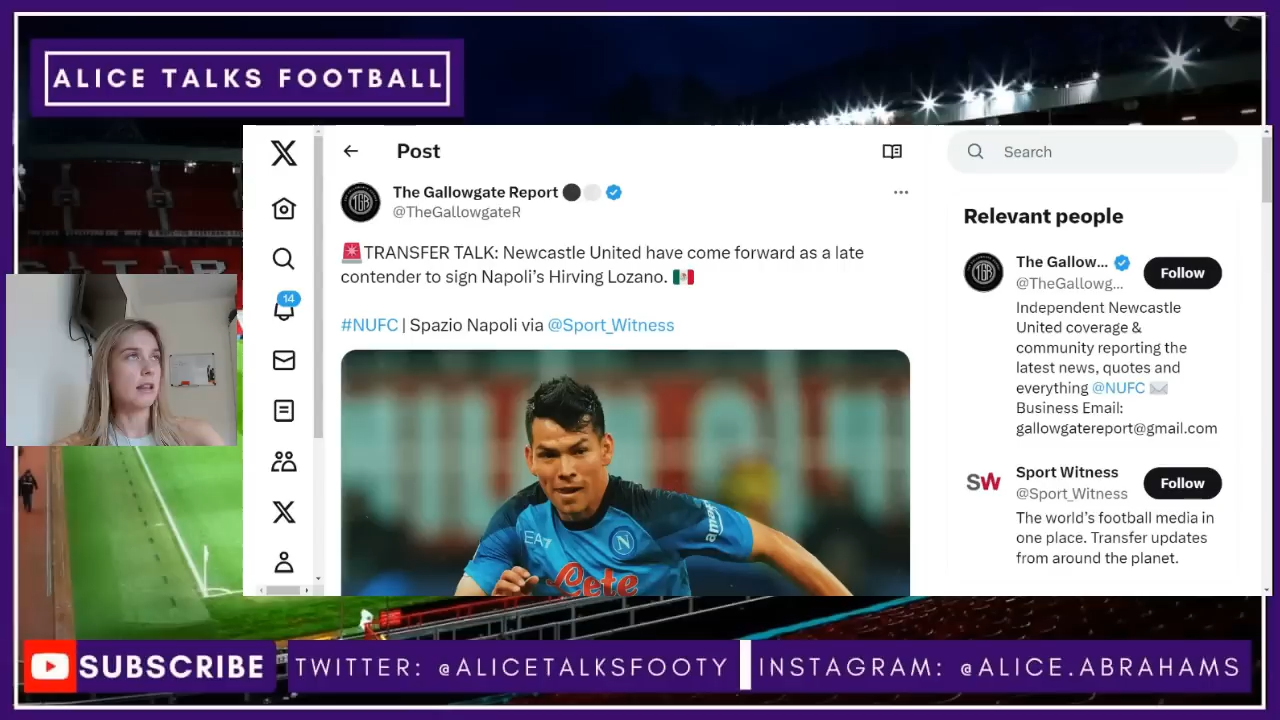 ALICE TALKS FOOTBALL
Post
Search
The Gallowgate Report
@TheGallowgateR
TRANSFER TALK: Newcastle United have come forward as a late
contender to sign Napoli's Hirving Lozano.
#NUFC | Spazio Napoli via @Sport_Witness
14
EA7
N
amazon
Cete
Relevant people
The Gallow...
@TheGallowg...
Follow
Independent Newcastle
United coverage &
community reporting the
latest news, quotes and
everything @NUFC
Business Email:
gallowgatereport@gmail.com
SW
Sport Witness
@Sport_Witness
Follow
The world's football media in
one place. Transfer updates
from around the planet.
SUBSCRIBE
TWITTER: @ALICETALKSFOOTY
INSTAGRAM: @ALICE.ABRAHAMS